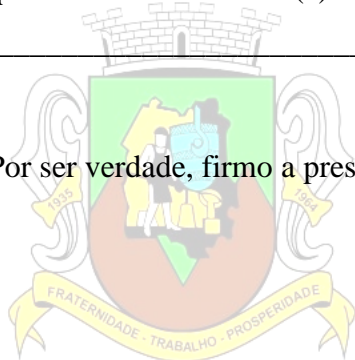 Por ser verdade, firmo a pres
1935
1964
FRATERNIDADE - TRABALHO - PROSPERIDADE